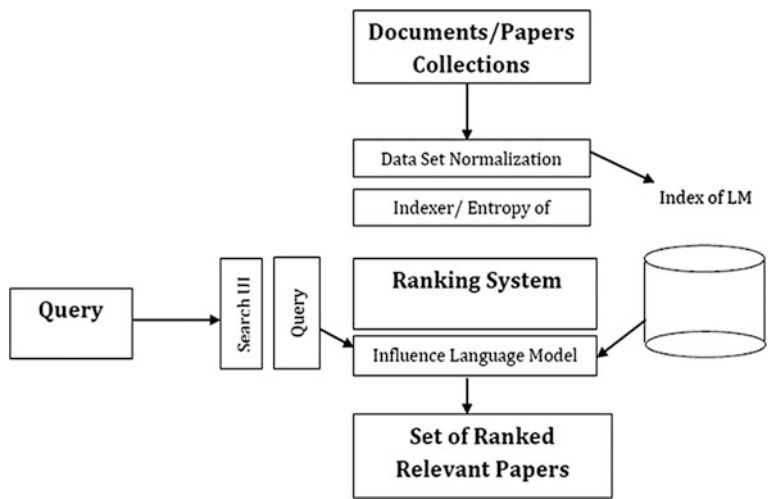 Documents/Papers
Collections
Data Set Normalization
Indexer/ Entropy of
Index of LM
Query
Search UI
Query
Ranking System
Influence Language Model
Set of Ranked
Relevant Papers